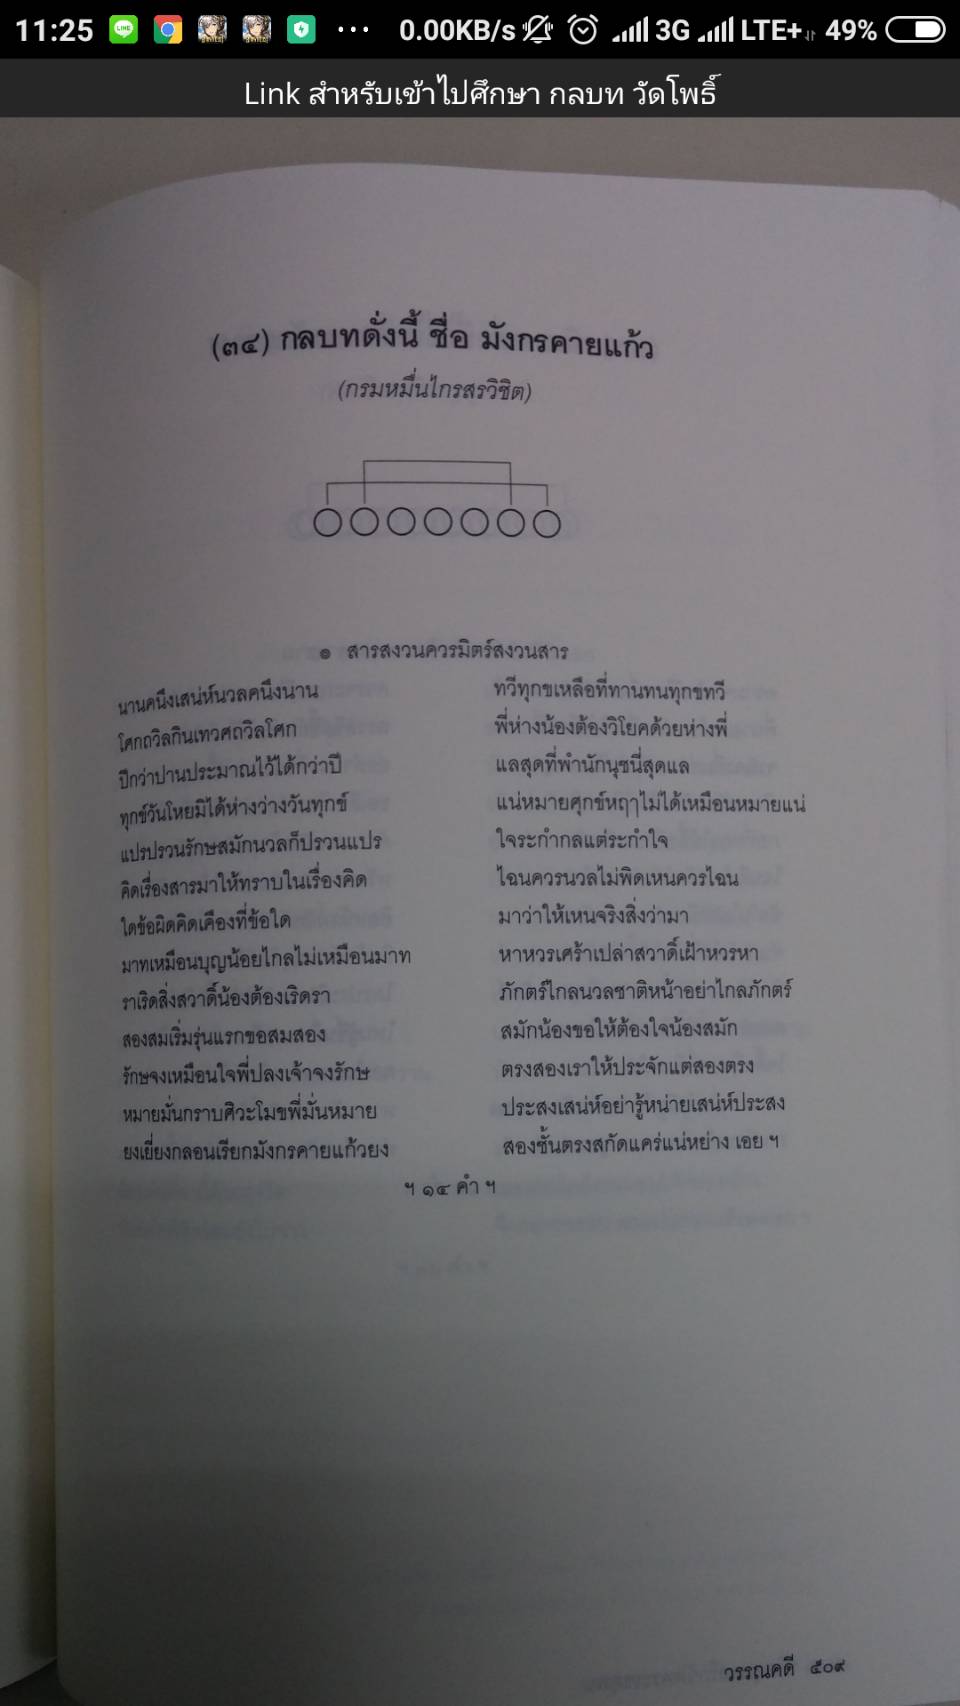 11:25 0.00KB/s 3G LTE+ 49%
Link สำหรับเข้าไปศึกษา กลบท วัดโพธิ์
(๓๔) กลบทดั่งนี้ ชื่อ มังกรคายแก้ว
(กรมหมื่นไกรสรวิชิต)
๏ สารสงวนควรมิตร์สงวนสาร
นานคนึงเสน่ห์นวลคนึงนาน ทวีทุกขเหลือที่ทานทนทุกขทวี
โศกถวิลกินเทวศถวิลโศก พี่ห่างน้องต้องวิโยคด้วยห่างพี่
ปีกว่าปานประมาณไว้ได้กว่าปี แลสุดที่พำนักนุชนี่สุดแล
ทุกข์วันโหยมิได้ห่างว่างวันทุกข์ แน่หมายศุกข์หฤๅไม่ได้เหมือนหมายแน่
แปรปรวนรักษสมักนวลก็ปรวนแปร ใจระกำกลแต่ระกำใจ
คิดเรื่องสารมาให้ทราบในเรื่องคิด ไฉนควรนวลไม่พิดเหนควรไฉน
ใดข้อผิดคิดเคืองที่ข้อใด มาว่าให้เหนจริงสิ่งว่ามา
มาทเหมือนบุญน้อยไกลไม่เหมือนมาท หาหวรเศร้าเปล่าสวาดิ์เฝ้าหวรหา
ราเริดสิ่งสวาดิ์น้องต้องเริดรา ภักตร์ไกลนวลชาติหน้าอย่าไกลภักตร์
สองสมเริ่มรุ่นแรกขอสมสอง สมักน้องขอให้ต้องใจน้องสมัก
รักษจงเหมือนใจพี่ปลงเจ้าจงรักษ ตรงสองเราให้ประจักแต่สองตรง
หมายมั่นกราบศิวะโมขพี่มั่นหมาย ประสงเสน่ห์อย่ารู้หน่ายเสน่ห์ประสง
ยงเยี่ยงกลอนเรียกมังกรคายแก้วยง สองชั้นตรงสกัดแคร่แน่หย่าง เอย ฯ
ฯ ๑๔ คำ ฯ
วรรณคดี ๕๐๙